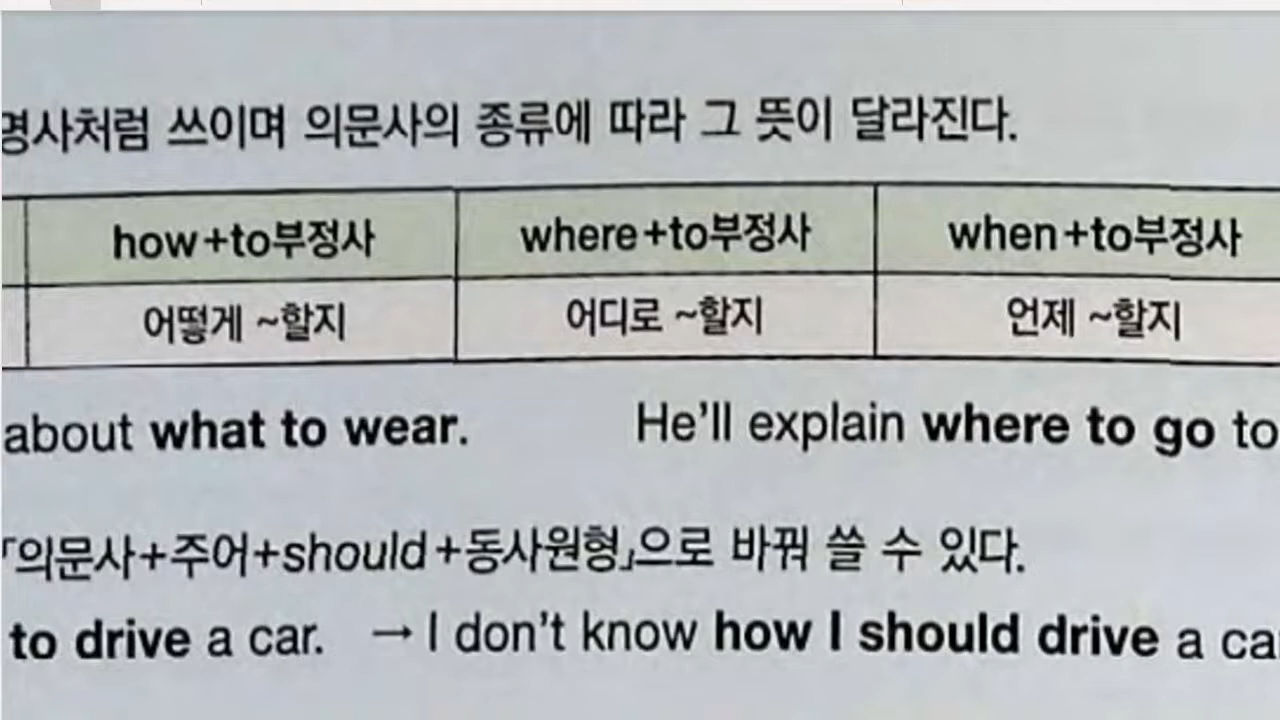 명사처럼 쓰이며 의문사의 종류에 따라 그 뜻이 달라진다.
how+to부정사 where+to부정사 when+to부정사
어떻게 ~할지 어디로 ~할지 언제 ~할지
about what to wear. He'll explain where to go to
「의문사+주어+should+동사원형」으로 바꿔 쓸 수 있다.
to drive a car. → I don't know how I should drive a